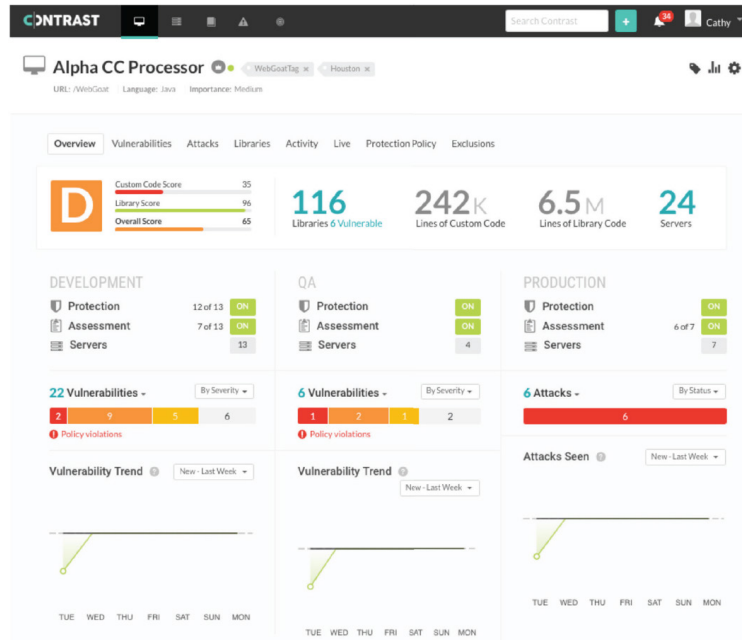 CONTRAST
Search Contrast
+
34
Cathy
Alpha CC Processor
WebGoatTag ×
Houston ×
URL: /WebGoat
Language: Java
Importance: Medium
Overview
Vulnerabilities
Attacks
Libraries
Activity
Live
Protection Policy
Exclusions
D
Custom Code Score 35
Library Score 96
Overall Score 65
116
Libraries 6 Vulnerable
242K
Lines of Custom Code
6.5M
Lines of Library Code
24
Servers
DEVELOPMENT
Protection 12 of 13 ON
Assessment 7 of 13 ON
Servers 13
22 Vulnerabilities
By Severity
2 9 5 6
Policy violations
Vulnerability Trend ?
New - Last Week
TUE WED THU FRI SAT SUN MON
QA
Protection ON
Assessment ON
Servers 4
6 Vulnerabilities
By Severity
1 2 1 2
Policy violations
Vulnerability Trend ?
New - Last Week
TUE WED THU FRI SAT SUN MON
PRODUCTION
Protection ON
Assessment 6 of 7 ON
Servers 7
6 Attacks
By Status
6
Attacks Seen ?
New - Last Week
TUE WED THU FRI SAT SUN MON